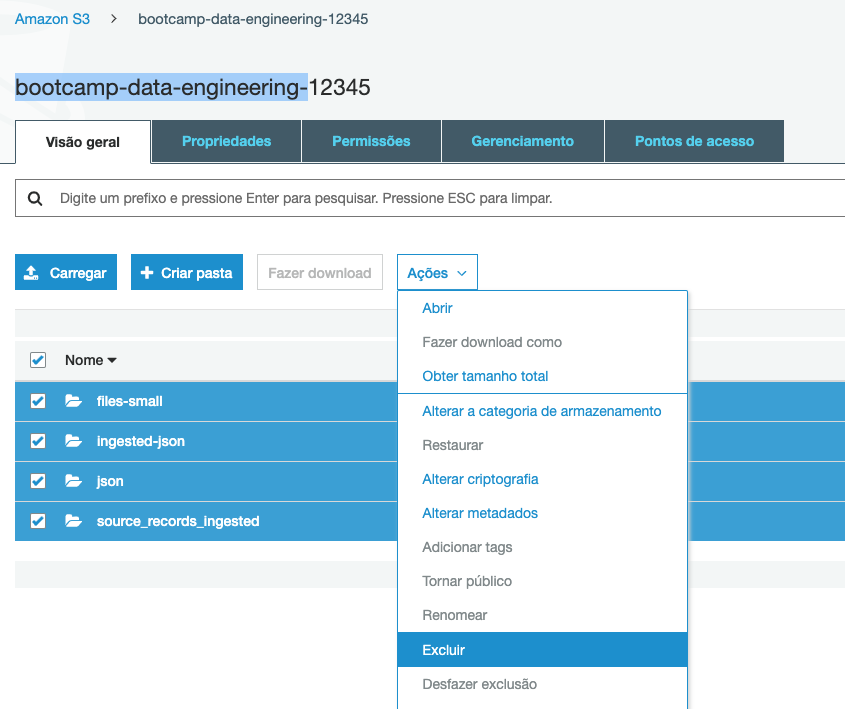 Amazon S3 > bootcamp-data-engineering-12345
bootcamp-data-engineering-12345
Visão geral Propriedades Permissões Gerenciamento Pontos de acesso
Digite um prefixo e pressione Enter para pesquisar. Pressione ESC para limpar.
Carregar Criar pasta Fazer download Ações
Abrir
Fazer download como
Obter tamanho total
Alterar a categoria de armazenamento
Restaurar
Alterar criptografia
Alterar metadados
Adicionar tags
Tornar público
Renomear
Excluir
Desfazer exclusão
Nome
files-small
ingested-json
json
source_records_ingested